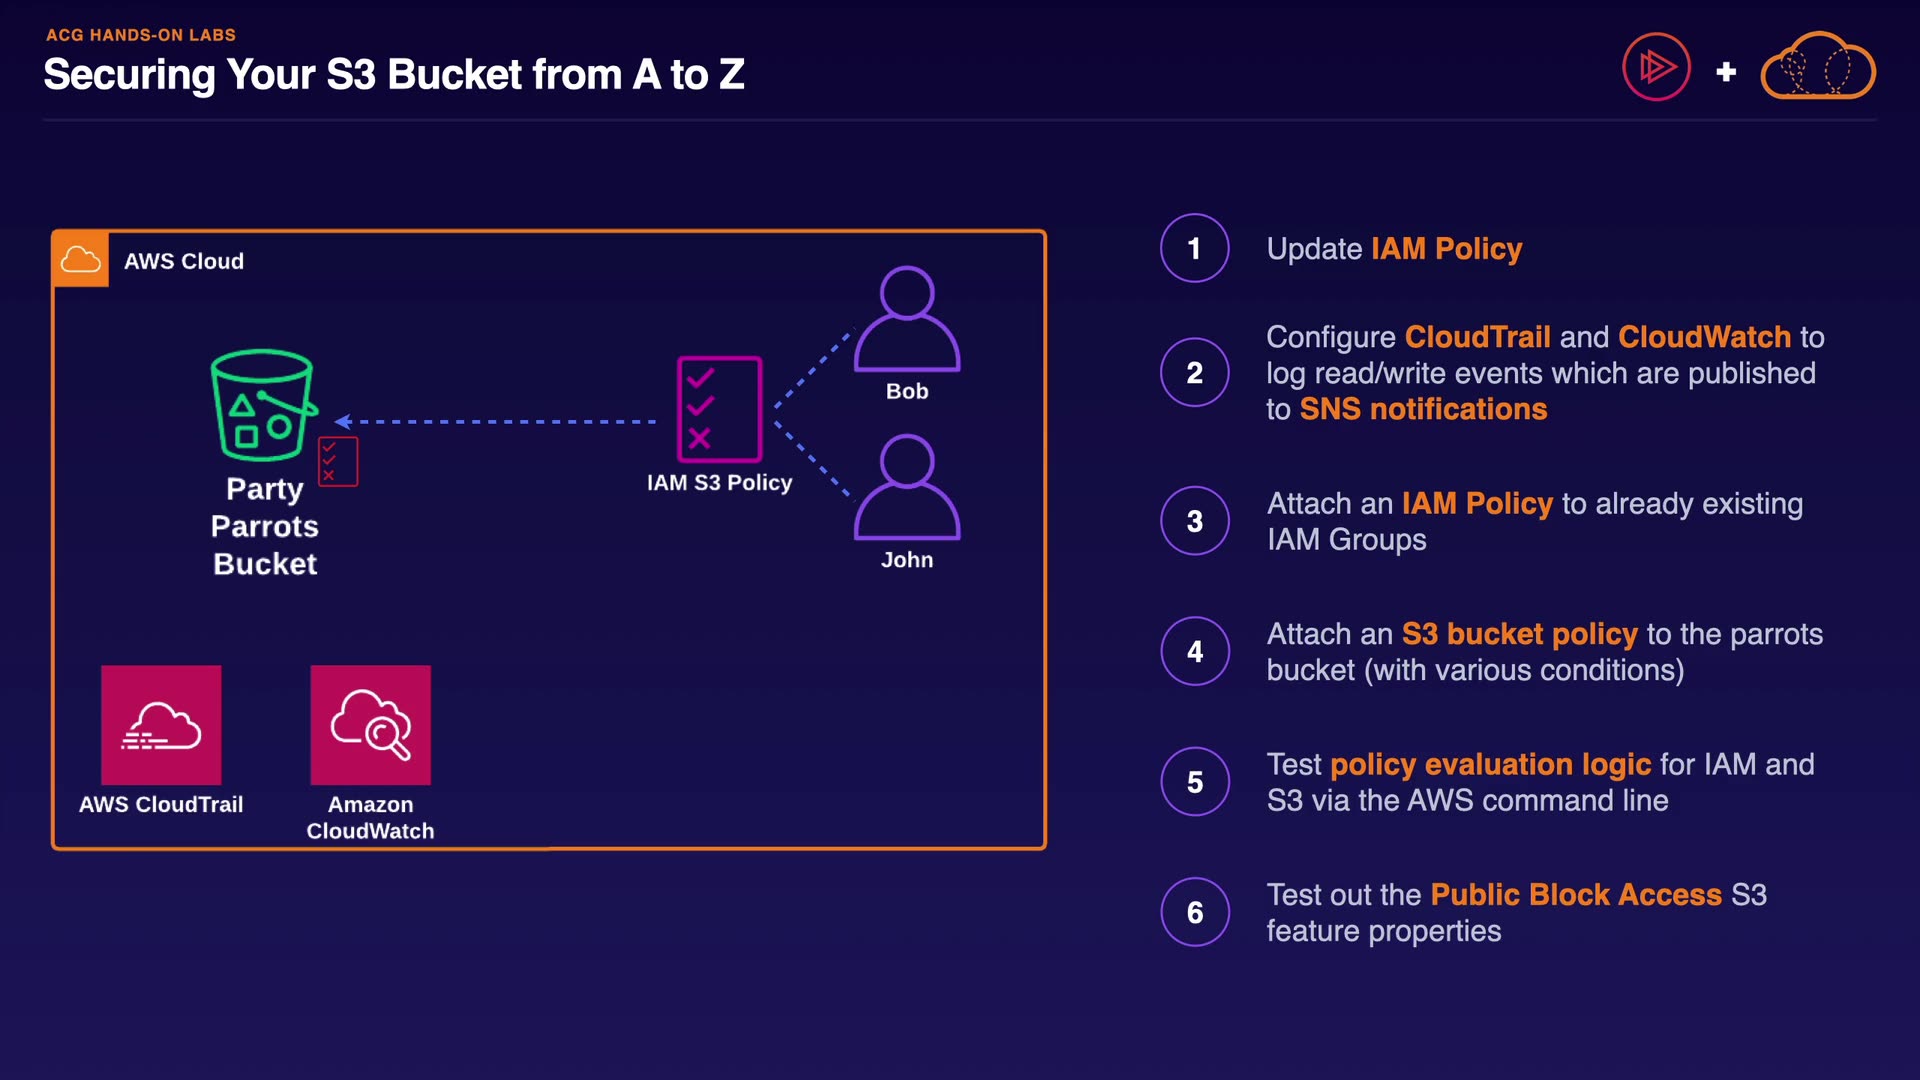 ACG HANDS-ON LABS
Securing Your S3 Bucket from A to Z
+
AWS Cloud
Bob
IAM S3 Policy
John
Party
Parrots
Bucket
AWS CloudTrail
Amazon
CloudWatch
1
Update IAM Policy
2
Configure CloudTrail and CloudWatch to
log read/write events which are published
to SNS notifications
3
Attach an IAM Policy to already existing
IAM Groups
4
Attach an S3 bucket policy to the parrots
bucket (with various conditions)
5
Test policy evaluation logic for IAM and
S3 via the AWS command line
6
Test out the Public Block Access S3
feature properties